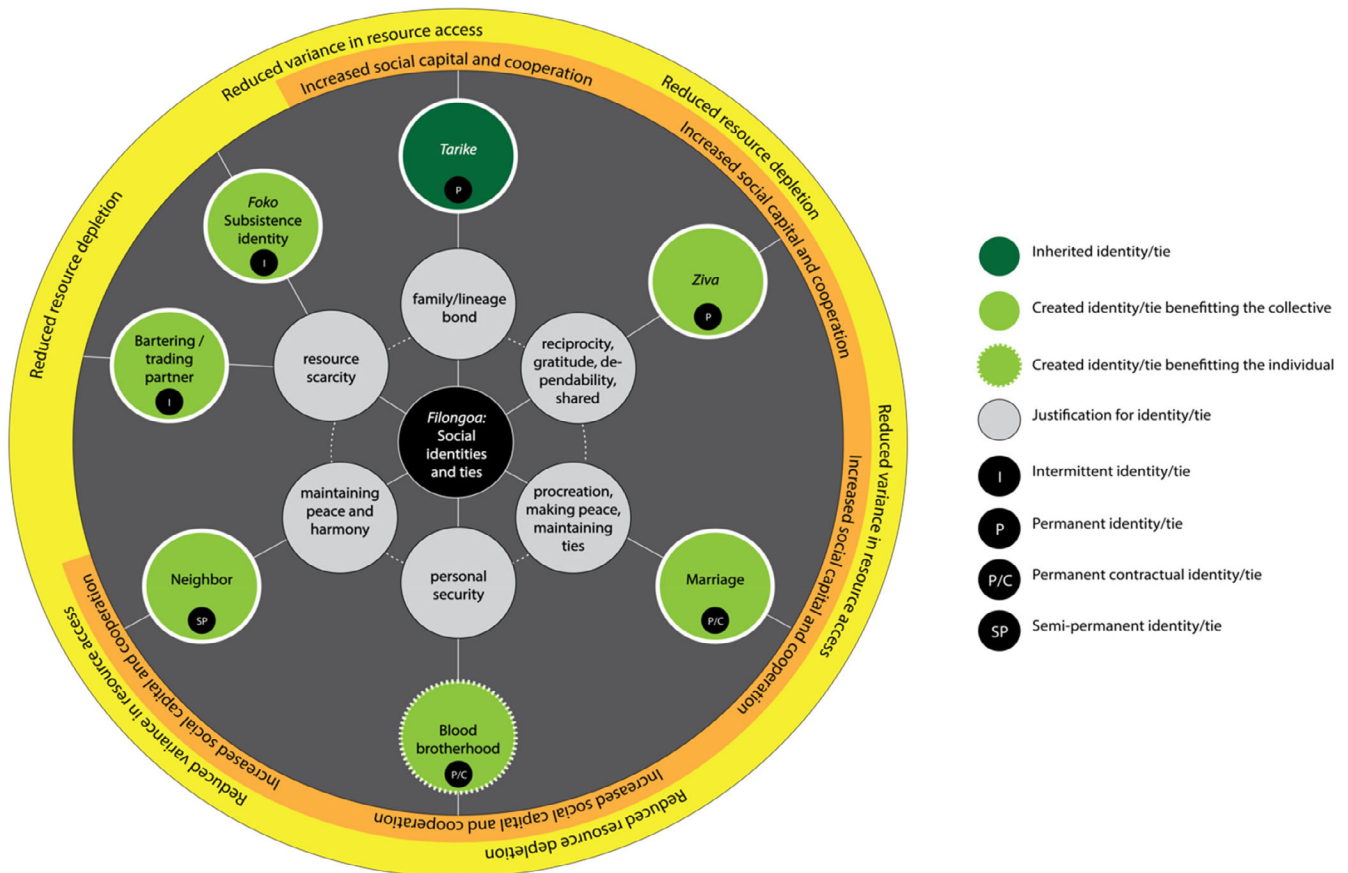 Reduced variance in resource access
Increased social capital and cooperation
Reduced resource depletion
Increased social capital and cooperation
Reduced variance in resource access
Increased social capital and cooperation
Reduced resource depletion
Increased social capital and cooperation
Reduced variance in resource access
Increased social capital and cooperation
Reduced resource depletion
Tarike
P
Foko
Subsistence
identity
I
Ziva
P
family/lineage
bond
Bartering /
trading
partner
I
resource
scarcity
reciprocity,
gratitude, de-
pendability,
shared
Filongoa:
Social
identities
and ties
maintaining
peace and
harmony
procreation,
making peace,
maintaining
ties
Neighbor
SP
personal
security
Marriage
P/C
Blood
brotherhood
P/C
Inherited identity/tie
Created identity/tie benefitting the collective
Created identity/tie benefitting the individual
Justification for identity/tie
I
Intermittent identity/tie
P
Permanent identity/tie
P/C
Permanent contractual identity/tie
SP
Semi-permanent identity/tie